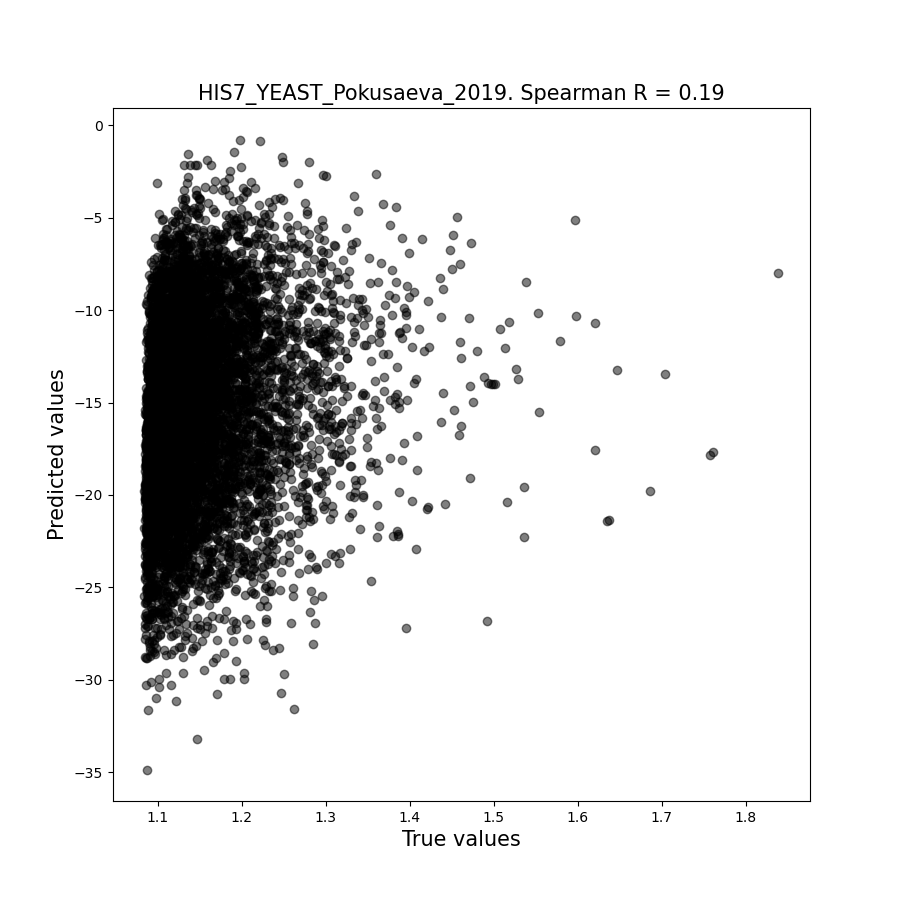 HIS7_YEAST_Pokusaeva_2019. Spearman R = 0.19
0
−5
−10
−15
−20
−25
−30
−35
Predicted values
1.1 1.2 1.3 1.4 1.5 1.6 1.7 1.8
True values